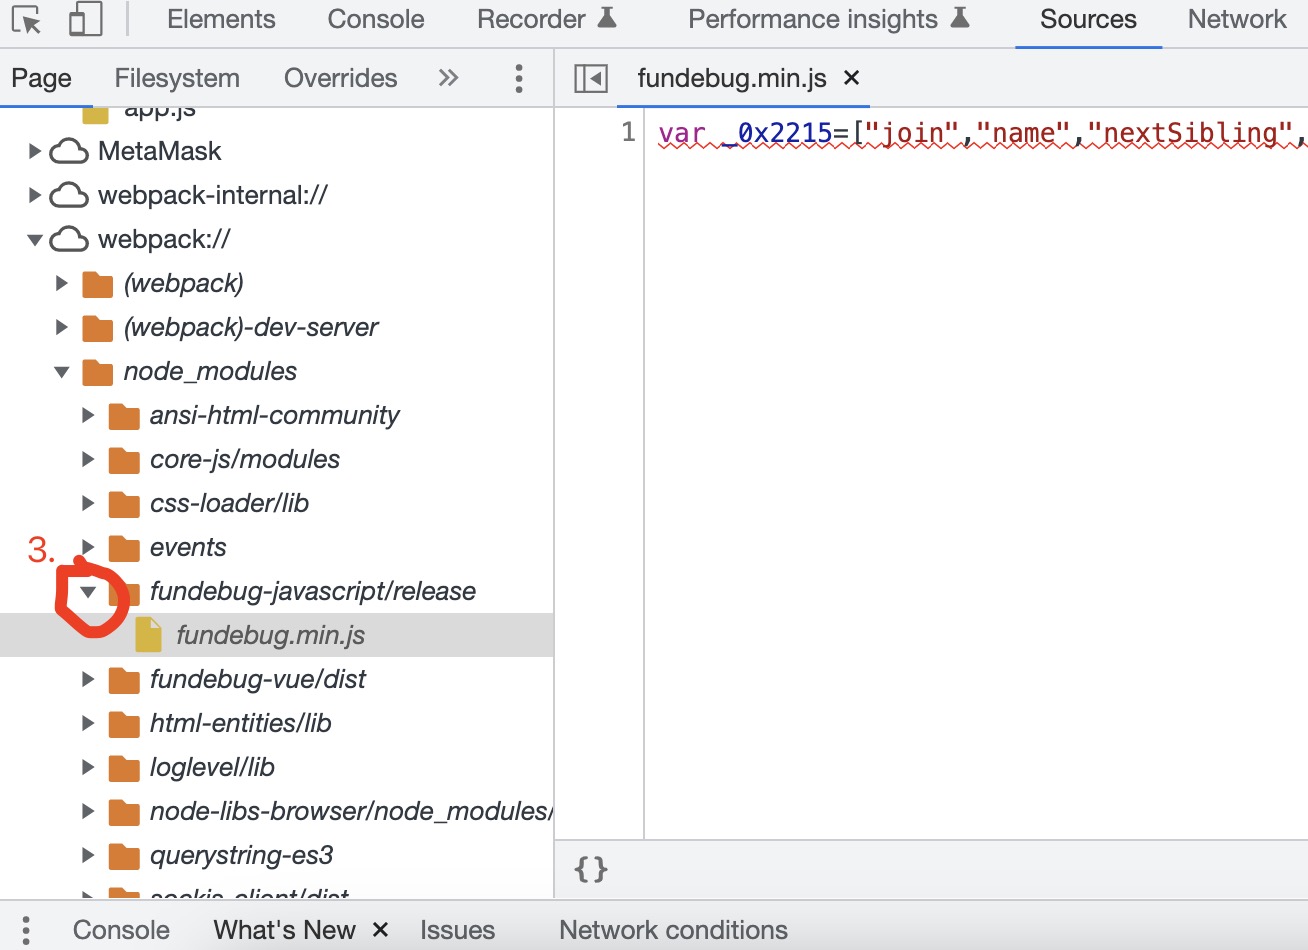 Elements Console Recorder Performance insights Sources Network
Page Filesystem Overrides »
fundebug.min.js ×
app.js
MetaMask
webpack-internal://
webpack://
(webpack)
(webpack)-dev-server
node_modules
ansi-html-community
core-js/modules
css-loader/lib
3. events
fundebug-javascript/release
fundebug.min.js
fundebug-vue/dist
html-entities/lib
loglevel/lib
node-libs-browser/node_modules/
querystring-es3
sockjs-client/dist
1 var _0x2215=["join","name","nextSibling",
{}
Console What's New × Issues Network conditions